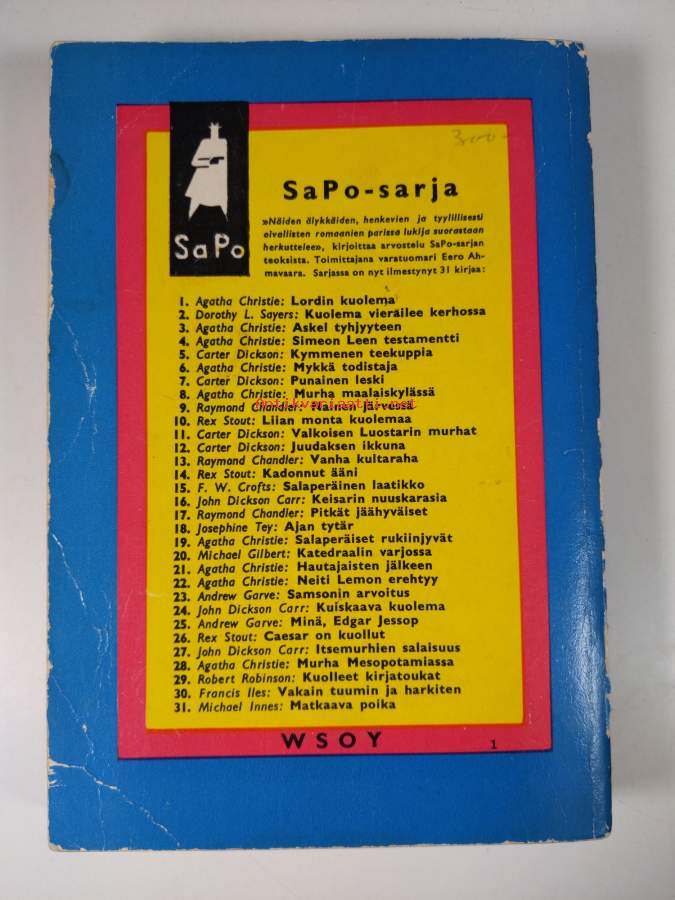 300-
SaPo
SaPo-sarja
»Näiden älykkäiden, henkevien ja tyylillisesti
oivallisten romaanien parissa lukija suorastaan
herkuttelee», kirjoittaa arvostelu SaPo-sarjan
teoksista. Toimittajana varatuomari Eero Ah-
mavaara. Sarjassa on nyt ilmestynyt 31 kirjaa:
1. Agatha Christie: Lordin kuolema
2. Dorothy L. Sayers: Kuolema vierailee kerhossa
3. Agatha Christie: Askel tyhjyyteen
4. Agatha Christie: Simeon Leen testamentti
5. Carter Dickson: Kymmenen teekuppia
6. Agatha Christie: Mykkä todistaja
7. Carter Dickson: Punainen leski
8. Agatha Christie: Murha maalaiskylässä
antikvariaatti.net
9. Raymond Chandler: Nainen järvessä
10. Rex Stout: Liian monta kuolemaa
11. Carter Dickson: Valkoisen Luostarin murhat
12. Carter Dickson: Juudaksen ikkuna
13. Raymond Chandler: Vanha kultaraha
14. Rex Stout: Kadonnut ääni
15. F. W. Crofts: Salaperäinen laatikko
16. John Dickson Carr: Keisarin nuuskarasia
17. Raymond Chandler: Pitkät jäähyväiset
18. Josephine Tey: Ajan tytär
19. Agatha Christie: Salaperäiset rukiinjyvät
20. Michael Gilbert: Katedraalin varjossa
21. Agatha Christie: Hautajaisten jälkeen
22. Agatha Christie: Neiti Lemon erehtyy
23. Andrew Garve: Samsonin arvoitus
24. John Dickson Carr: Kuiskaava kuolema
25. Andrew Garve: Minä, Edgar Jessop
26. Rex Stout: Caesar on kuollut
27. John Dickson Carr: Itsemurhien salaisuus
28. Agatha Christie: Murha Mesopotamiassa
29. Robert Robinson: Kuolleet kirjatoukat
30. Francis Iles: Vakain tuumin ja harkiten
31. Michael Innes: Matkaava poika
WSOY
1